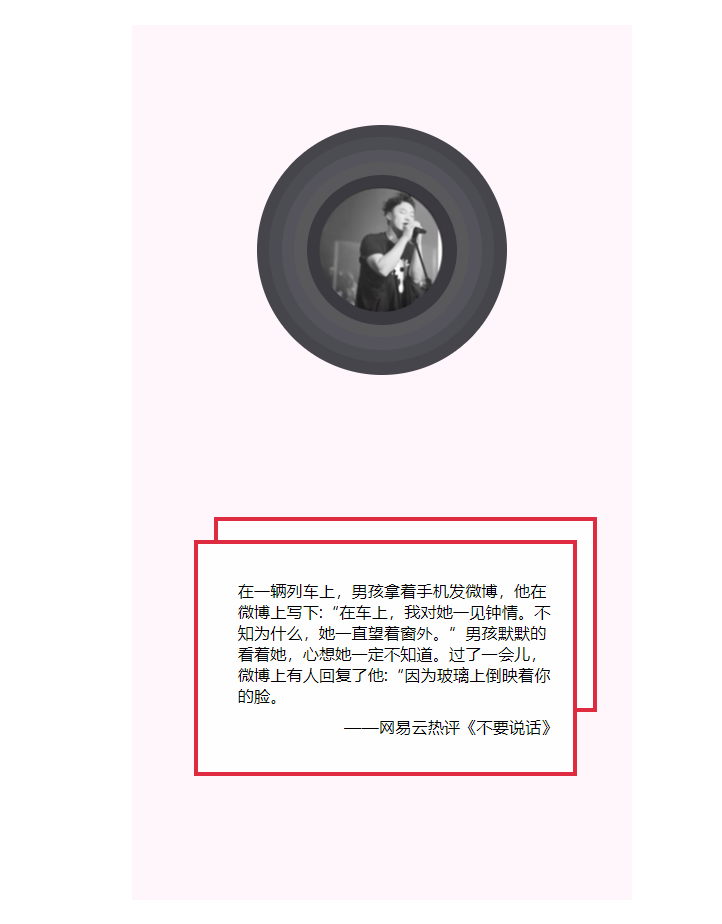 在一辆列车上，男孩拿着手机发微博，他在
微博上写下:“在车上，我对她一见钟情。不
知为什么，她一直望着窗外。”男孩默默的
看着她，心想她一定不知道。过了一会儿，
微博上有人回复了他:“因为玻璃上倒映着你
的脸。
——网易云热评《不要说话》